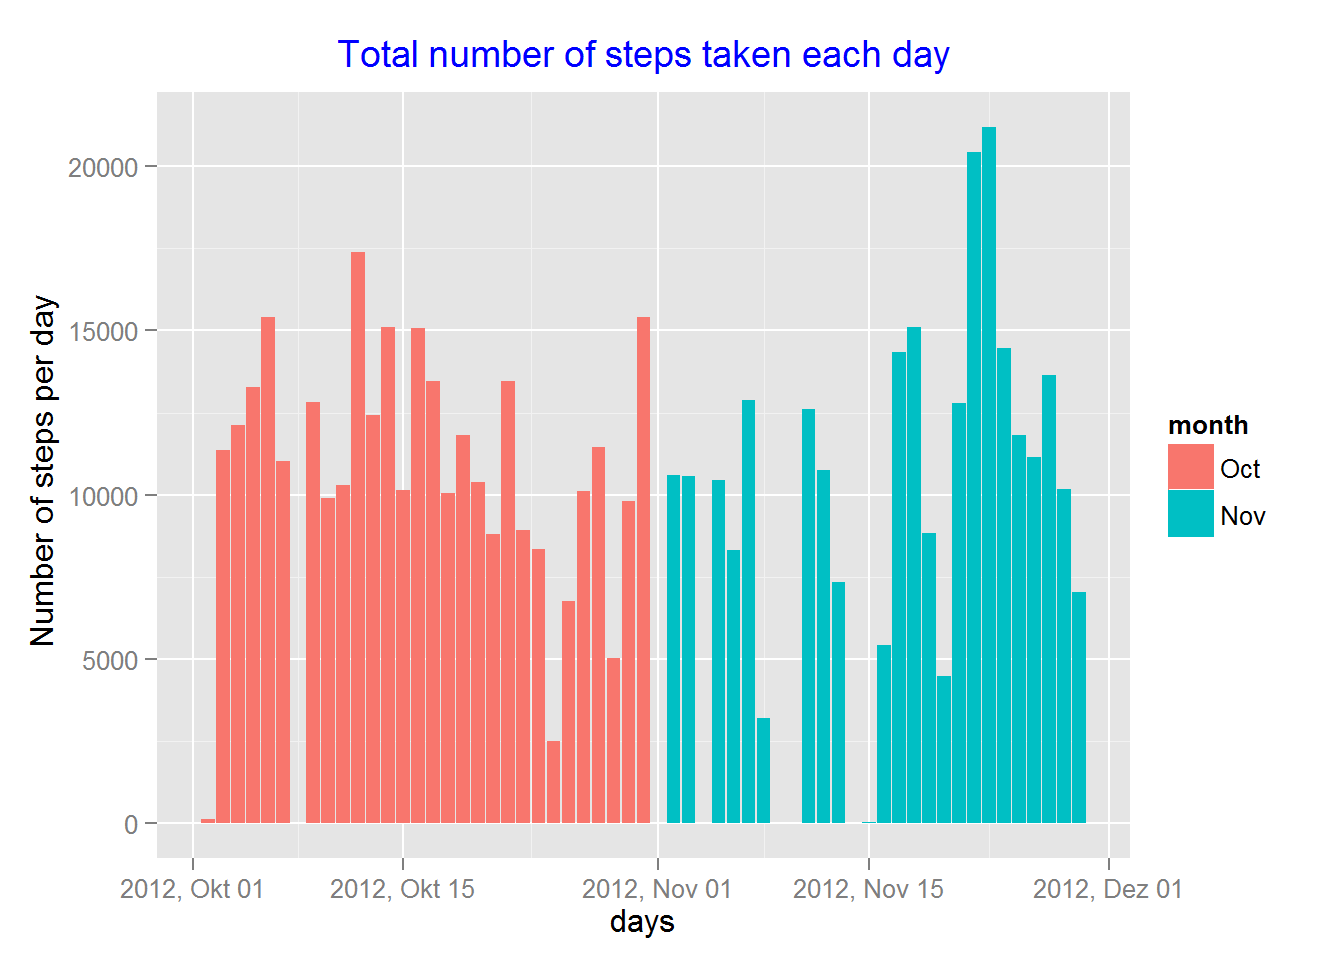 Total number of steps taken each day
Number of steps per day
20000
15000
10000
5000
0
2012, Okt 01
2012, Okt 15
2012, Nov 01
2012, Nov 15
2012, Dez 01
days
month
Oct
Nov